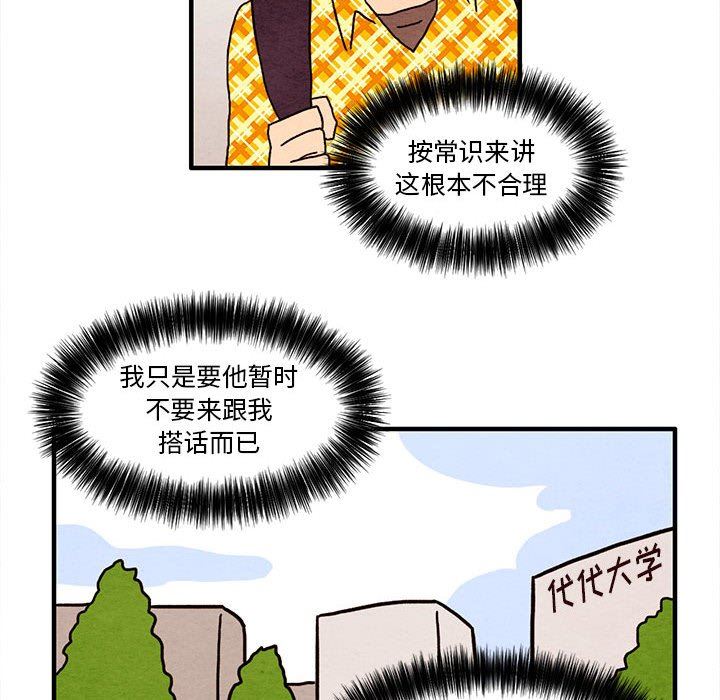 按常识来讲
这根本不合理
我只是要他暂时
不要来跟我
搭话而已
代代大学